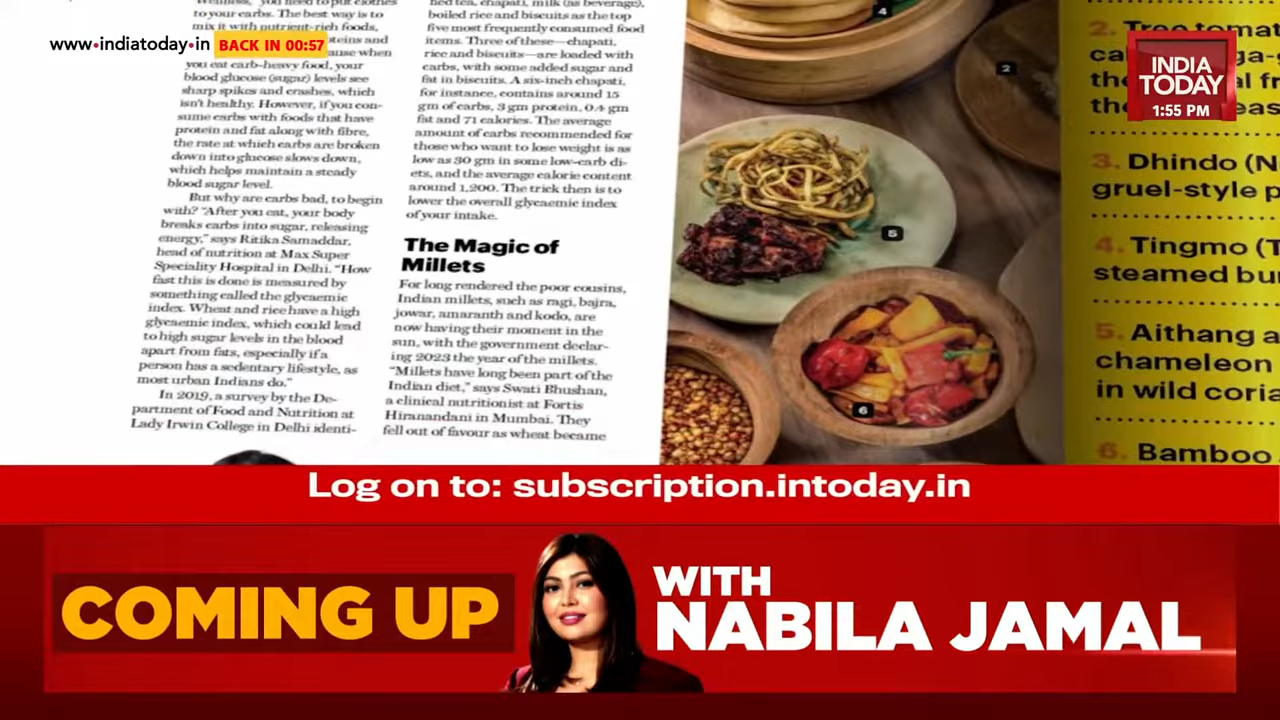 www•indiatoday•in
BACK IN 00:57
to your carbs. The best way is to
mix it with nutrient-rich foods,
you eat carb-heavy food, your
blood glucose (sugar) levels see
sharp spikes and crashes, which
isn't healthy. However, if you con-
sume carbs with foods that have
protein and fat along with fibre,
the rate at which carbs are broken
down into glucose slows down,
which helps maintain a steady
blood sugar level.
But why are carbs bad, to begin
with? "After you eat, your body
breaks carbs into sugar, releasing
energy," says Ritika Samaddar,
head of nutrition at Max Super
Speciality Hospital in Delhi. "How
fast this is done is measured by
something called the glycaemic
index. Wheat and rice have a high
glycaemic index, which could lead
to high sugar levels in the blood
apart from fats, especially if a
person has a sedentary lifestyle, as
most urban Indians do."
In 2019, a survey by the De-
partment of Food and Nutrition at
Lady Irwin College in Delhi identi-
tea, chapati, milk (as beverage),
boiled rice and biscuits as the top
five most frequently consumed food
items. Three of these—chapati,
rice and biscuits—are loaded with
carbs, with some added sugar and
fat in biscuits. A six-inch chapati,
for instance, contains around 15
gm of carbs, 3 gm protein, 0.4 gm
fat and 71 calories. The average
amount of carbs recommended for
those who want to lose weight is as
low as 30 gm in some low-carb di-
ets, and the average calorie content
around 1,200. The trick then is to
lower the overall glycaemic index
of your intake.
The Magic of
Millets
For long rendered the poor cousins,
Indian millets, such as ragi, bajra,
jowar, amaranth and kodo, are
now having their moment in the
sun, with the government declar-
ing 2023 the year of the millets.
"Millets have long been part of the
Indian diet," says Swati Bhushan,
a clinical nutritionist at Fortis
Hiranandani in Mumbai. They
fell out of favour as wheat became
4
2
5
6
2. Tree tomat
3. Dhindo (N
gruel-style p
4. Tingmo (T
steamed bu
5. Aithang a
chameleon
in wild coria
6. Bamboo
INDIA
TODAY
1:55 PM
Log on to: subscription.intoday.in
COMING UP
WITH
NABILA JAMAL